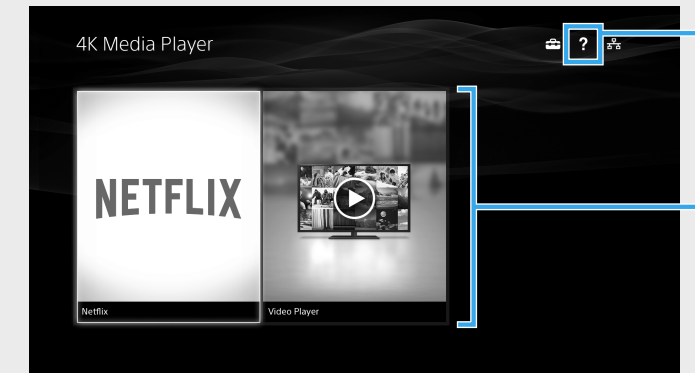 4K Media Player
?
NETFLIX
Netflix
Video Player